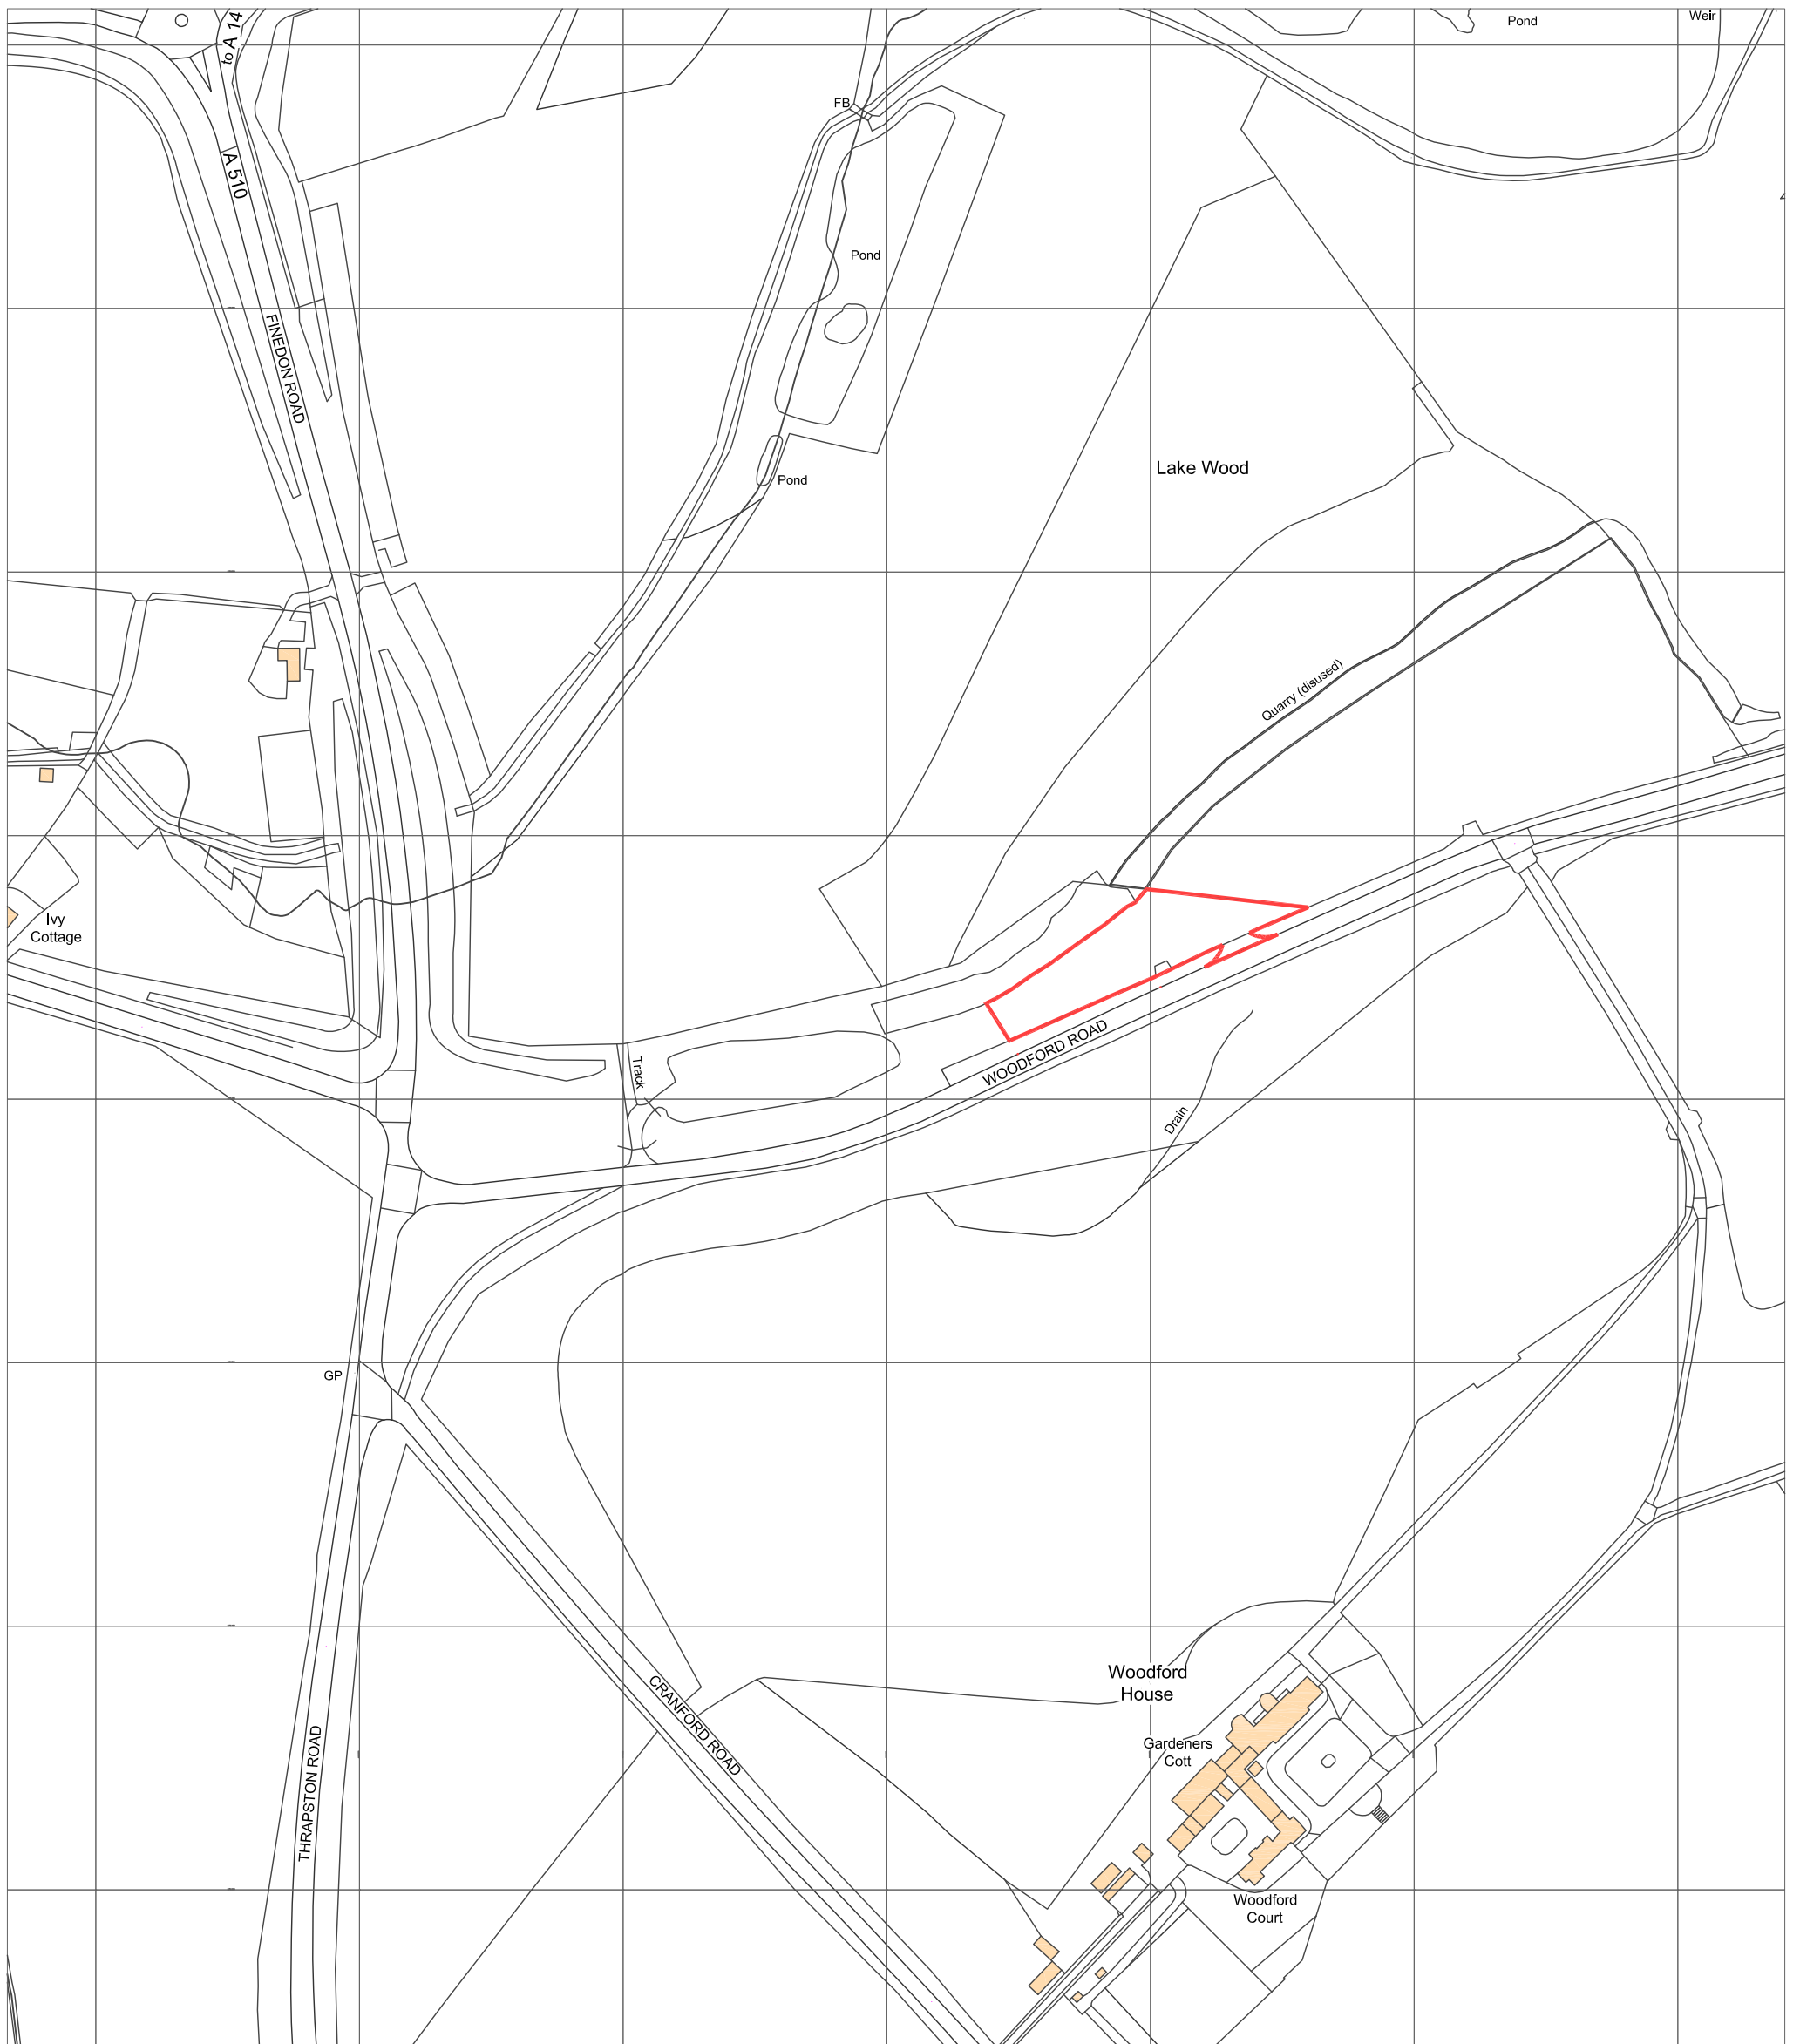 to A 14
Pond
Weir
FB
A 510
Pond
FINEDON ROAD
Lake Wood
Pond
Quarry (disused)
Ivy
Cottage
WOODFORD ROAD
Track
Drain
GP
Woodford
House
CRANFORD ROAD
THRAPSTON ROAD
Gardeners
Cott
Woodford
Court